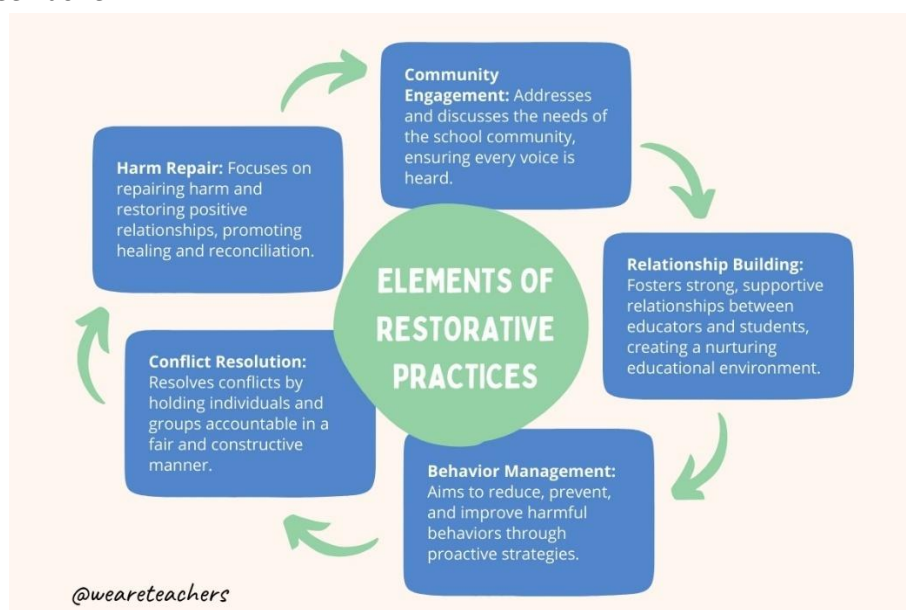 Community
Engagement: Addresses
and discusses the needs of
the school community,
ensuring every voice is
heard.
Relationship Building:
Fosters strong, supportive
relationships between
educators and students,
creating a nurturing
educational environment.
Behavior Management:
Aims to reduce, prevent,
and improve harmful
behaviors through
proactive strategies.
Conflict Resolution:
Resolves conflicts by
holding individuals and
groups accountable in a
fair and constructive
manner.
Harm Repair: Focuses on
repairing harm and
restoring positive
relationships, promoting
healing and reconciliation.
ELEMENTS OF
RESTORATIVE
PRACTICES
@weareteachers